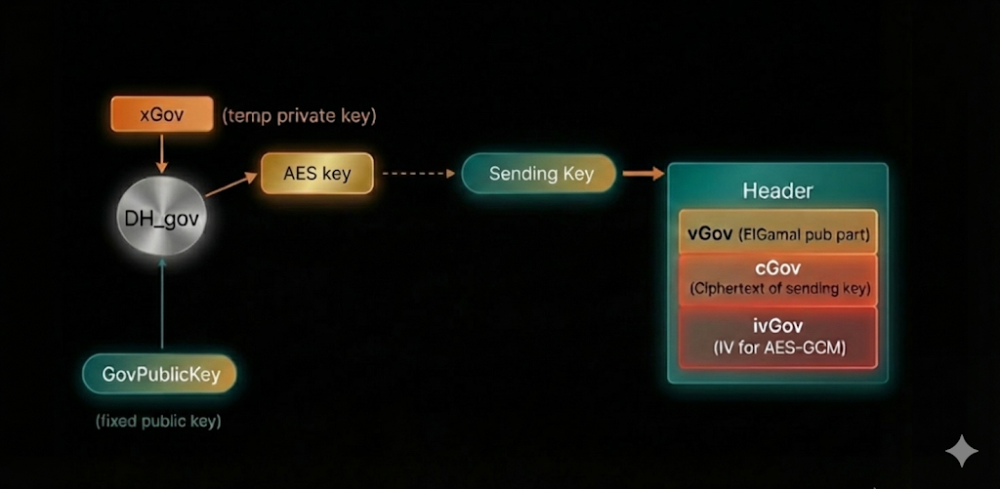 xGov
(temp private key)
DH_gov
AES key
Sending Key
GovPublicKey
(fixed public key)
Header
vGov (ElGamal pub part)
cGov
(Ciphertext of sending key)
ivGov
(IV for AES-GCM)